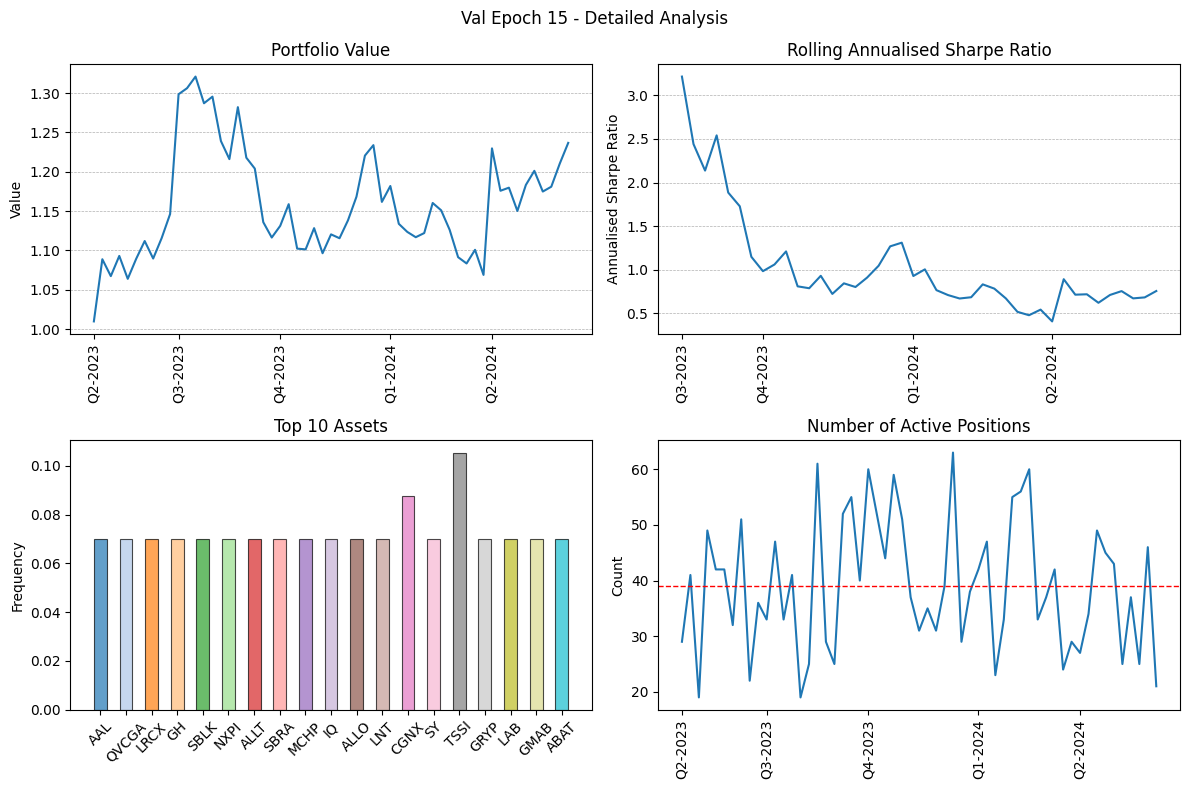 Val Epoch 15 - Detailed Analysis
Portfolio Value
Value
1.30
1.25
1.20
1.15
1.10
1.05
1.00
Q2-2023
Q3-2023
Q4-2023
Q1-2024
Q2-2024
Rolling Annualised Sharpe Ratio
Annualised Sharpe Ratio
3.0
2.5
2.0
1.5
1.0
0.5
Q3-2023
Q4-2023
Q1-2024
Q2-2024
Top 10 Assets
Frequency
0.10
0.08
0.06
0.04
0.02
0.00
AAL
QVCGA
LRCX
GH
SBLK
NXPI
ALLT
SBRA
MCHP
IQ
ALLO
LNT
CGNX
SY
TSSI
GRYP
LAB
GMAB
ABAT
Number of Active Positions
Count
60
50
40
30
20
Q2-2023
Q3-2023
Q4-2023
Q1-2024
Q2-2024